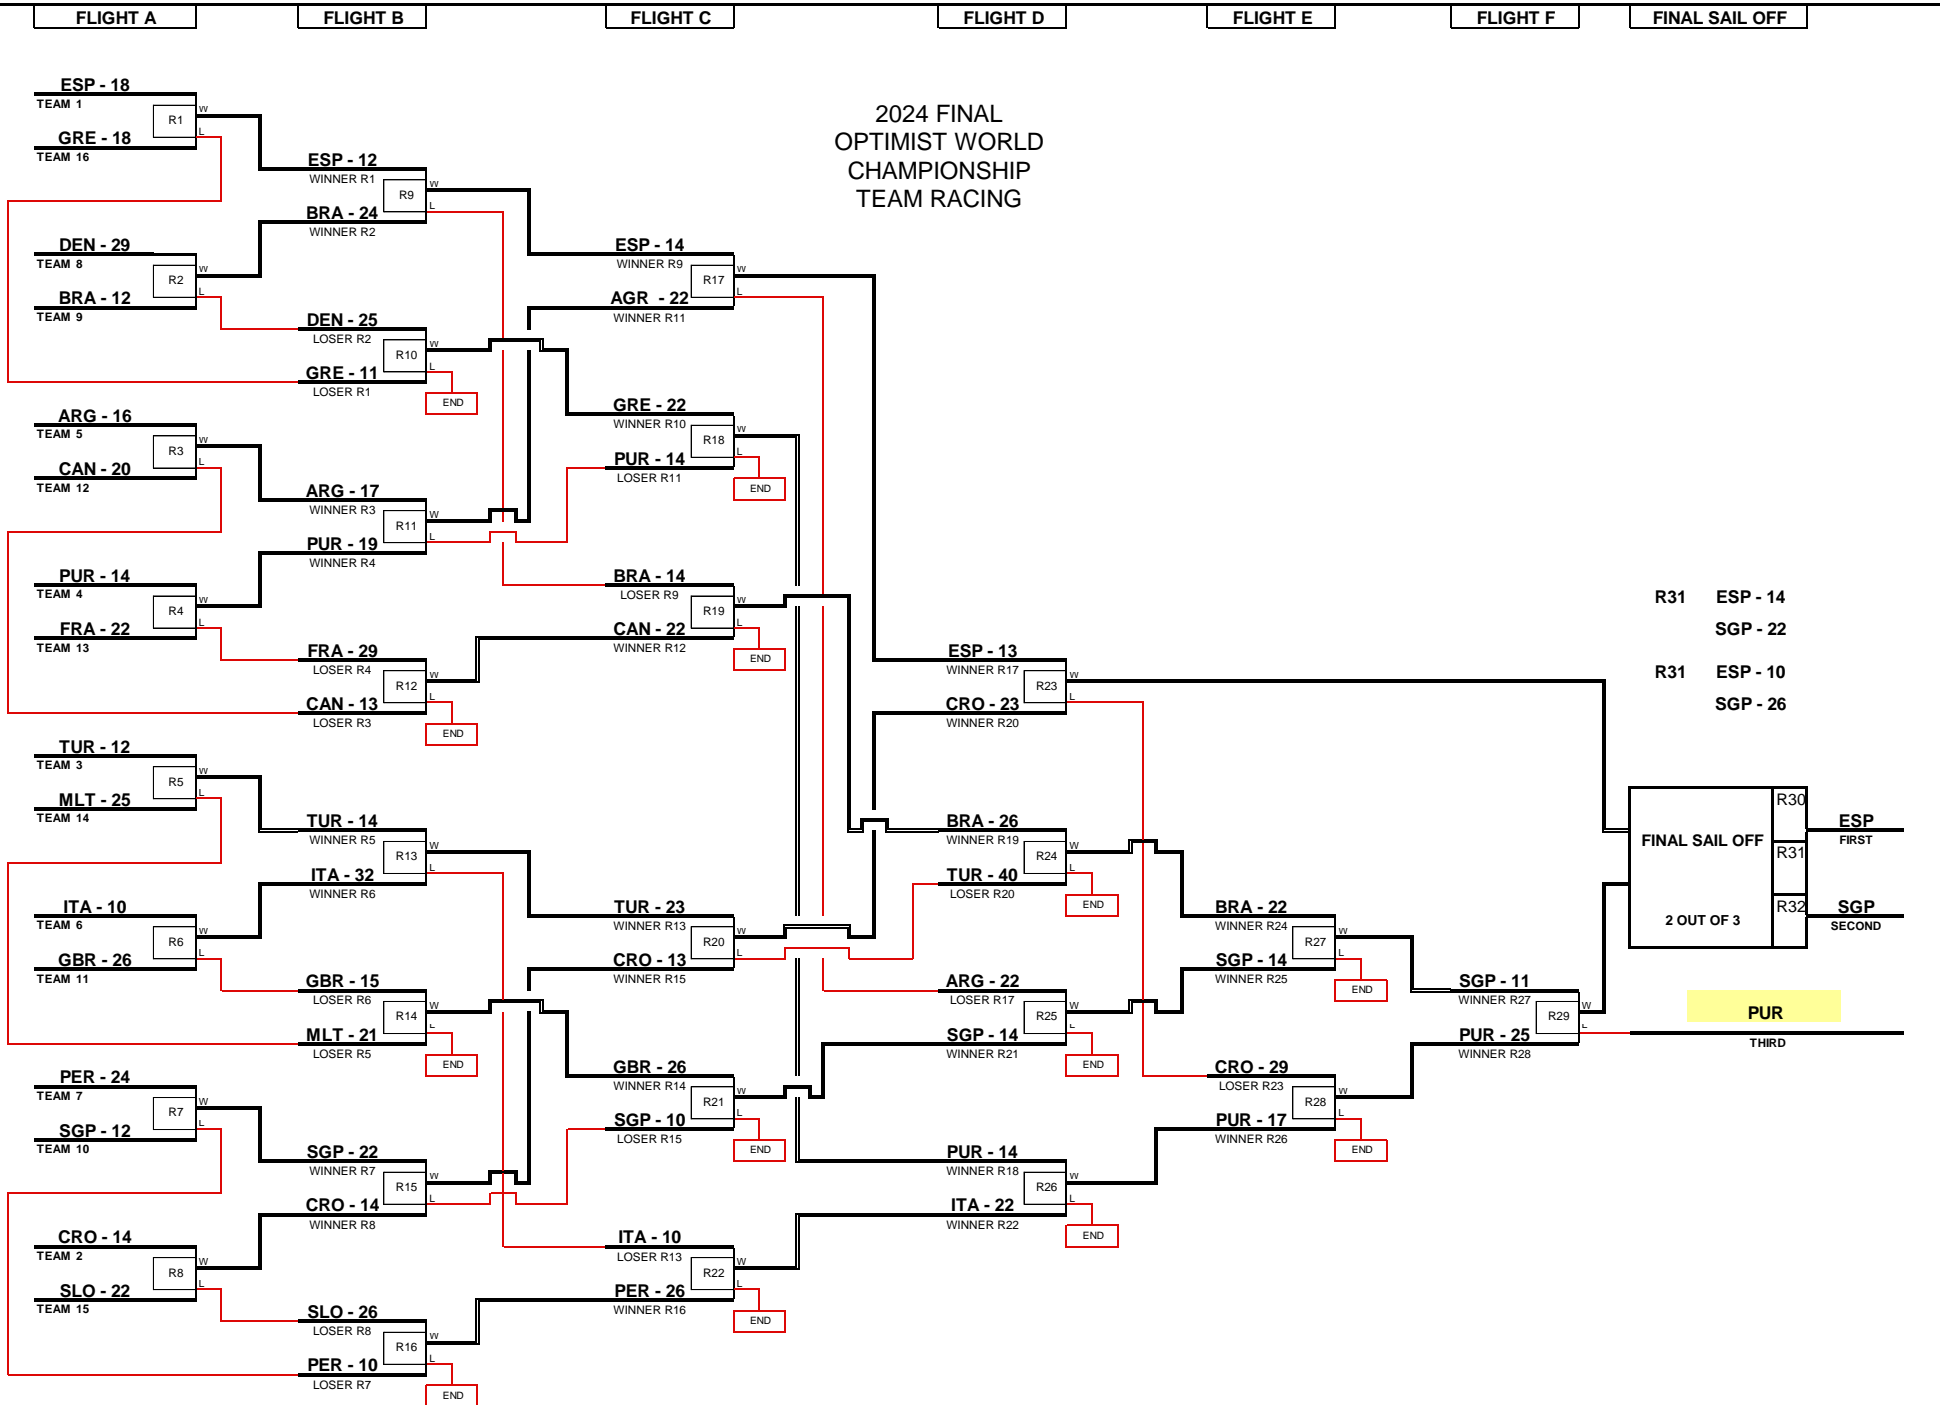 FLIGHT A
FLIGHT B
FLIGHT C
FLIGHT D
FLIGHT E
FLIGHT F
FINAL SAIL OFF
2024 FINAL
OPTIMIST WORLD
CHAMPIONSHIP
TEAM RACING
ESP - 18
TEAM 1
R1
W
L
GRE - 18
TEAM 16
DEN - 29
TEAM 8
R2
W
L
BRA - 12
TEAM 9
ARG - 16
TEAM 5
R3
W
L
CAN - 20
TEAM 12
PUR - 14
TEAM 4
R4
W
L
FRA - 22
TEAM 13
TUR - 12
TEAM 3
R5
W
L
MLT - 25
TEAM 14
ITA - 10
TEAM 6
R6
W
L
GBR - 26
TEAM 11
PER - 24
TEAM 7
R7
W
L
SGP - 12
TEAM 10
CRO - 14
TEAM 2
R8
W
L
SLO - 22
TEAM 15
ESP - 12
WINNER R1
R9
W
L
BRA - 24
WINNER R2
DEN - 25
LOSER R2
R10
W
L
GRE - 11
LOSER R1
END
ARG - 17
WINNER R3
R11
W
L
PUR - 19
WINNER R4
FRA - 29
LOSER R4
R12
W
L
CAN - 13
LOSER R3
END
TUR - 14
WINNER R5
R13
W
L
ITA - 32
WINNER R6
GBR - 15
LOSER R6
R14
W
L
MLT - 21
LOSER R5
END
SGP - 22
WINNER R7
R15
W
L
CRO - 14
WINNER R8
SLO - 26
LOSER R8
R16
W
L
PER - 10
LOSER R7
END
ESP - 14
WINNER R9
R17
W
L
AGR - 22
WINNER R11
GRE - 22
WINNER R10
R18
W
L
PUR - 14
LOSER R11
END
BRA - 14
LOSER R9
R19
W
L
CAN - 22
WINNER R12
END
TUR - 23
WINNER R13
R20
W
L
CRO - 13
WINNER R15
GBR - 26
WINNER R14
R21
W
L
SGP - 10
LOSER R15
END
ITA - 10
LOSER R13
R22
W
L
PER - 26
WINNER R16
END
ESP - 13
WINNER R17
R23
W
L
CRO - 23
WINNER R20
BRA - 26
WINNER R19
R24
W
L
TUR - 40
LOSER R20
END
ARG - 22
LOSER R17
R25
W
L
SGP - 14
WINNER R21
END
PUR - 14
WINNER R18
R26
W
L
ITA - 22
WINNER R22
END
BRA - 22
WINNER R24
R27
W
L
SGP - 14
WINNER R25
END
CRO - 29
LOSER R23
R28
W
L
PUR - 17
WINNER R26
END
SGP - 11
WINNER R27
R29
W
L
PUR - 25
WINNER R28
R31 ESP - 14
SGP - 22
R31 ESP - 10
SGP - 26
R30
FINAL SAIL OFF
R31
2 OUT OF 3
R32
ESP
FIRST
SGP
SECOND
PUR
THIRD